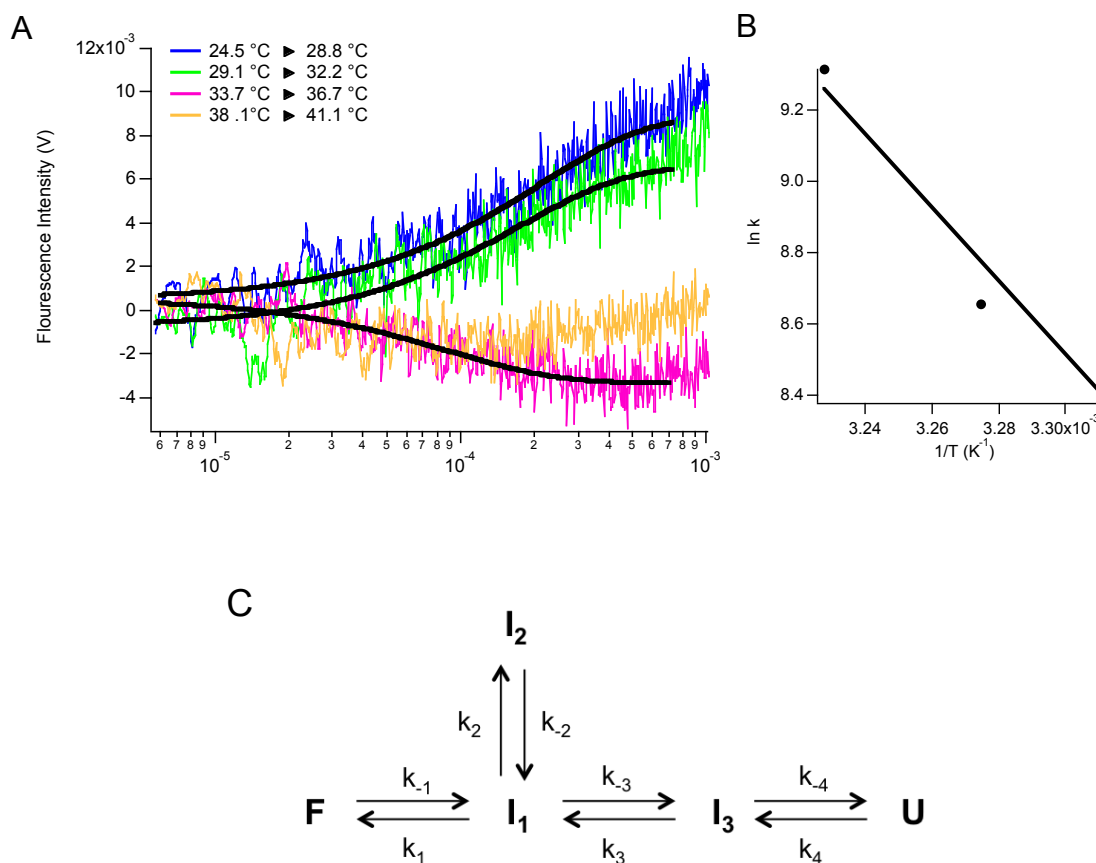 A
12x10⁻³
10
8
6
4
2
0
-2
-4
Flourescence Intensity (V)
24.5 °C ► 28.8 °C
29.1 °C ► 32.2 °C
33.7 °C ► 36.7 °C
38 .1°C ► 41.1 °C
6 7 8 9 2 3 4 5 6 7 8 9 2 3 4 5 6 7 8 9
10⁻⁵ 10⁻⁴ 10⁻³
B
9.2
9.0
8.8
8.6
8.4
ln k
3.24 3.26 3.28 3.30x10⁻³
1/T (K⁻¹)
C
I₂
k₂ k₋₂
k₋₁ k₋₃ k₋₄
F I₁ I₃ U
k₁ k₃ k₄